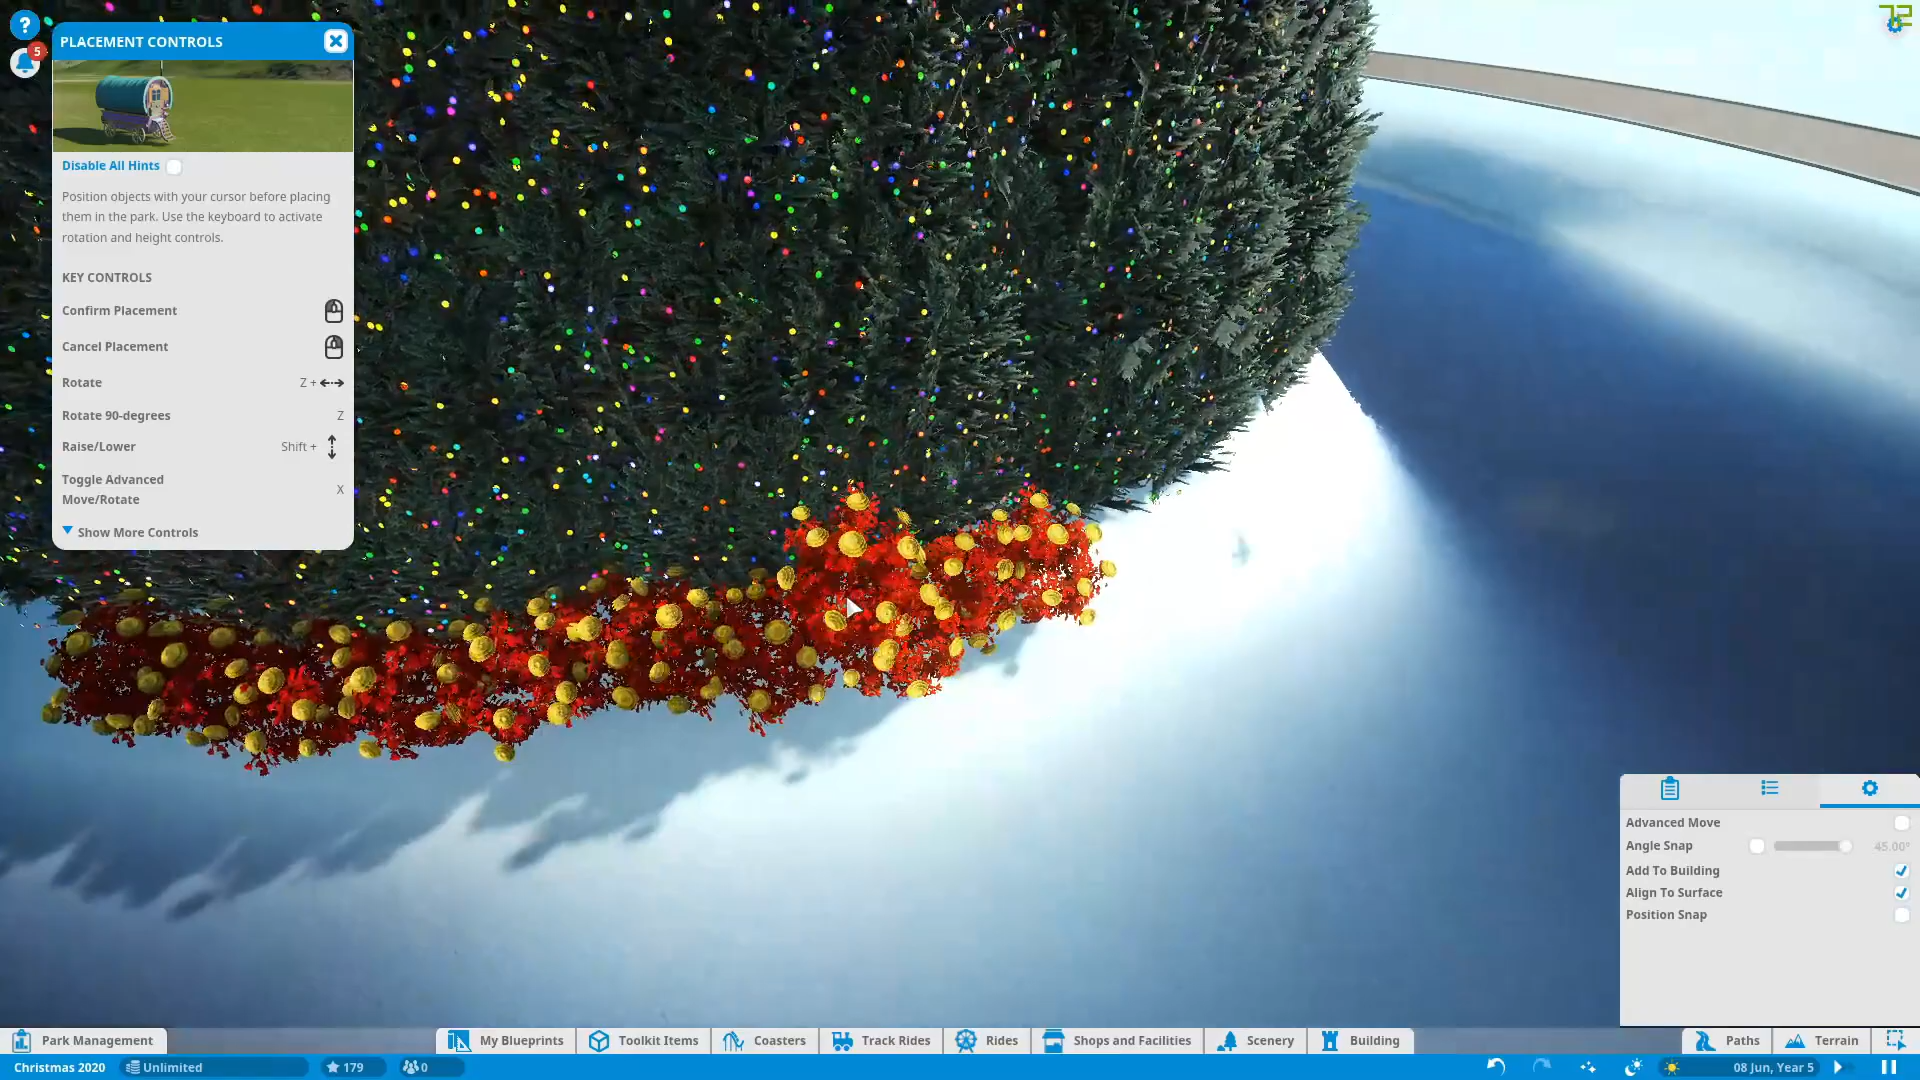 72
?
5
PLACEMENT CONTROLS
Disable All Hints
Position objects with your cursor before placing
them in the park. Use the keyboard to activate
rotation and height controls.
KEY CONTROLS
Confirm Placement
Cancel Placement
Rotate Z +
Rotate 90-degrees Z
Raise/Lower Shift +
Toggle Advanced
Move/Rotate X
Show More Controls
Advanced Move
Angle Snap 45.00°
Add To Building
Align To Surface
Position Snap
Park Management
My Blueprints
Toolkit Items
Coasters
Track Rides
Rides
Shops and Facilities
Scenery
Building
Paths
Terrain
Christmas 2020
Unlimited
179
0
08 Jun, Year 5